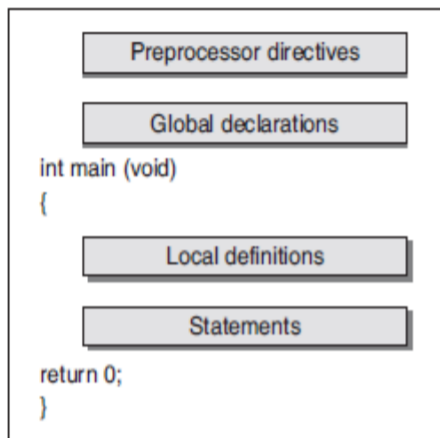 Preprocessor directives
Global declarations
int main (void)
{
Local definitions
Statements
return 0;
}